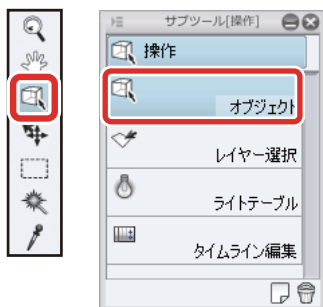 サブツール[操作]
操作
オブジェクト
レイヤー選択
ライトテーブル
タイムライン編集